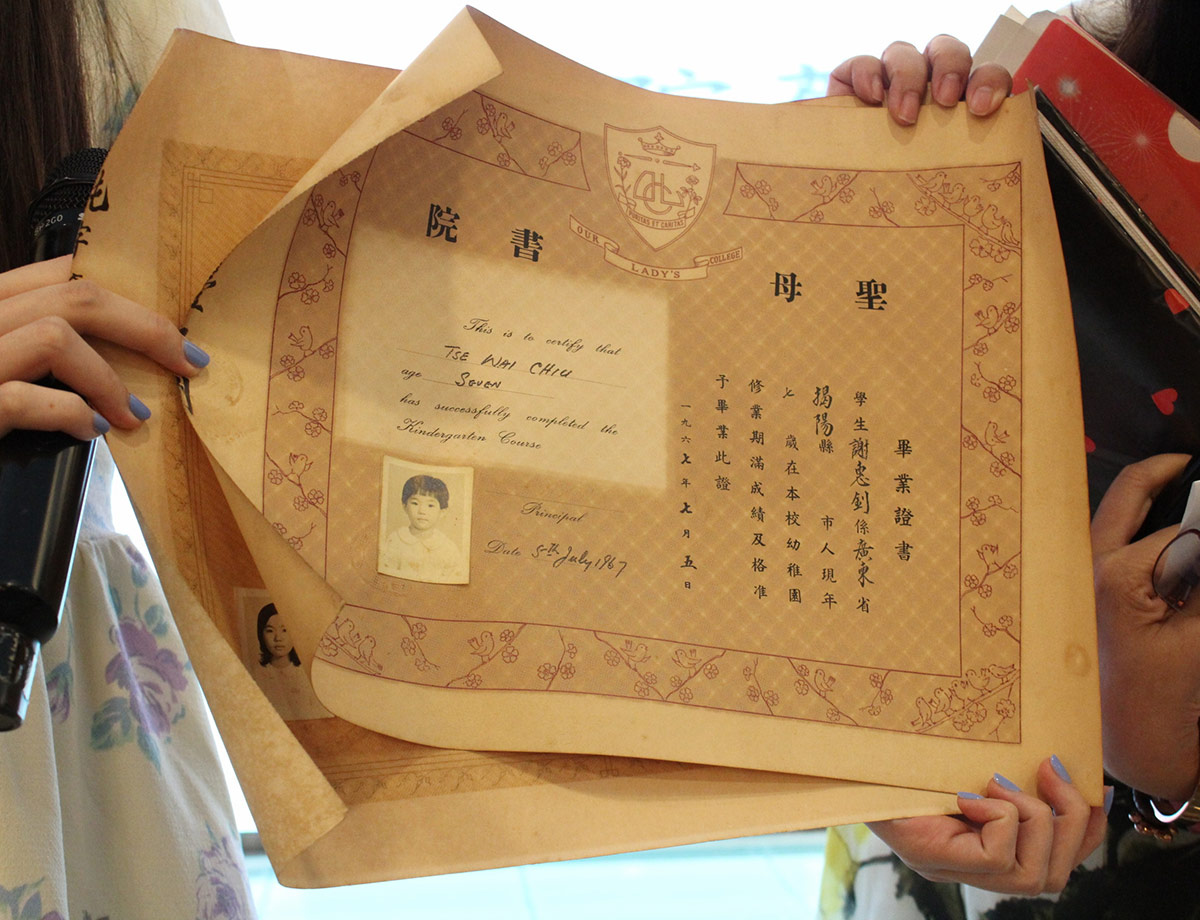 PURITAS ET CARITAS
OUR LADY'S COLLEGE
聖母書院
畢業證書
學生謝惠釗係廣東省
揭陽縣 市人現年
七 歲在本校幼稚園
修業期滿成績及格准
予畢業此證
一九六七年七月五日
This is to certify that
TSE WAI CHIU
age SEVEN
has successfully completed the
Kindergarten Course
Principal
Date 5th July 1967